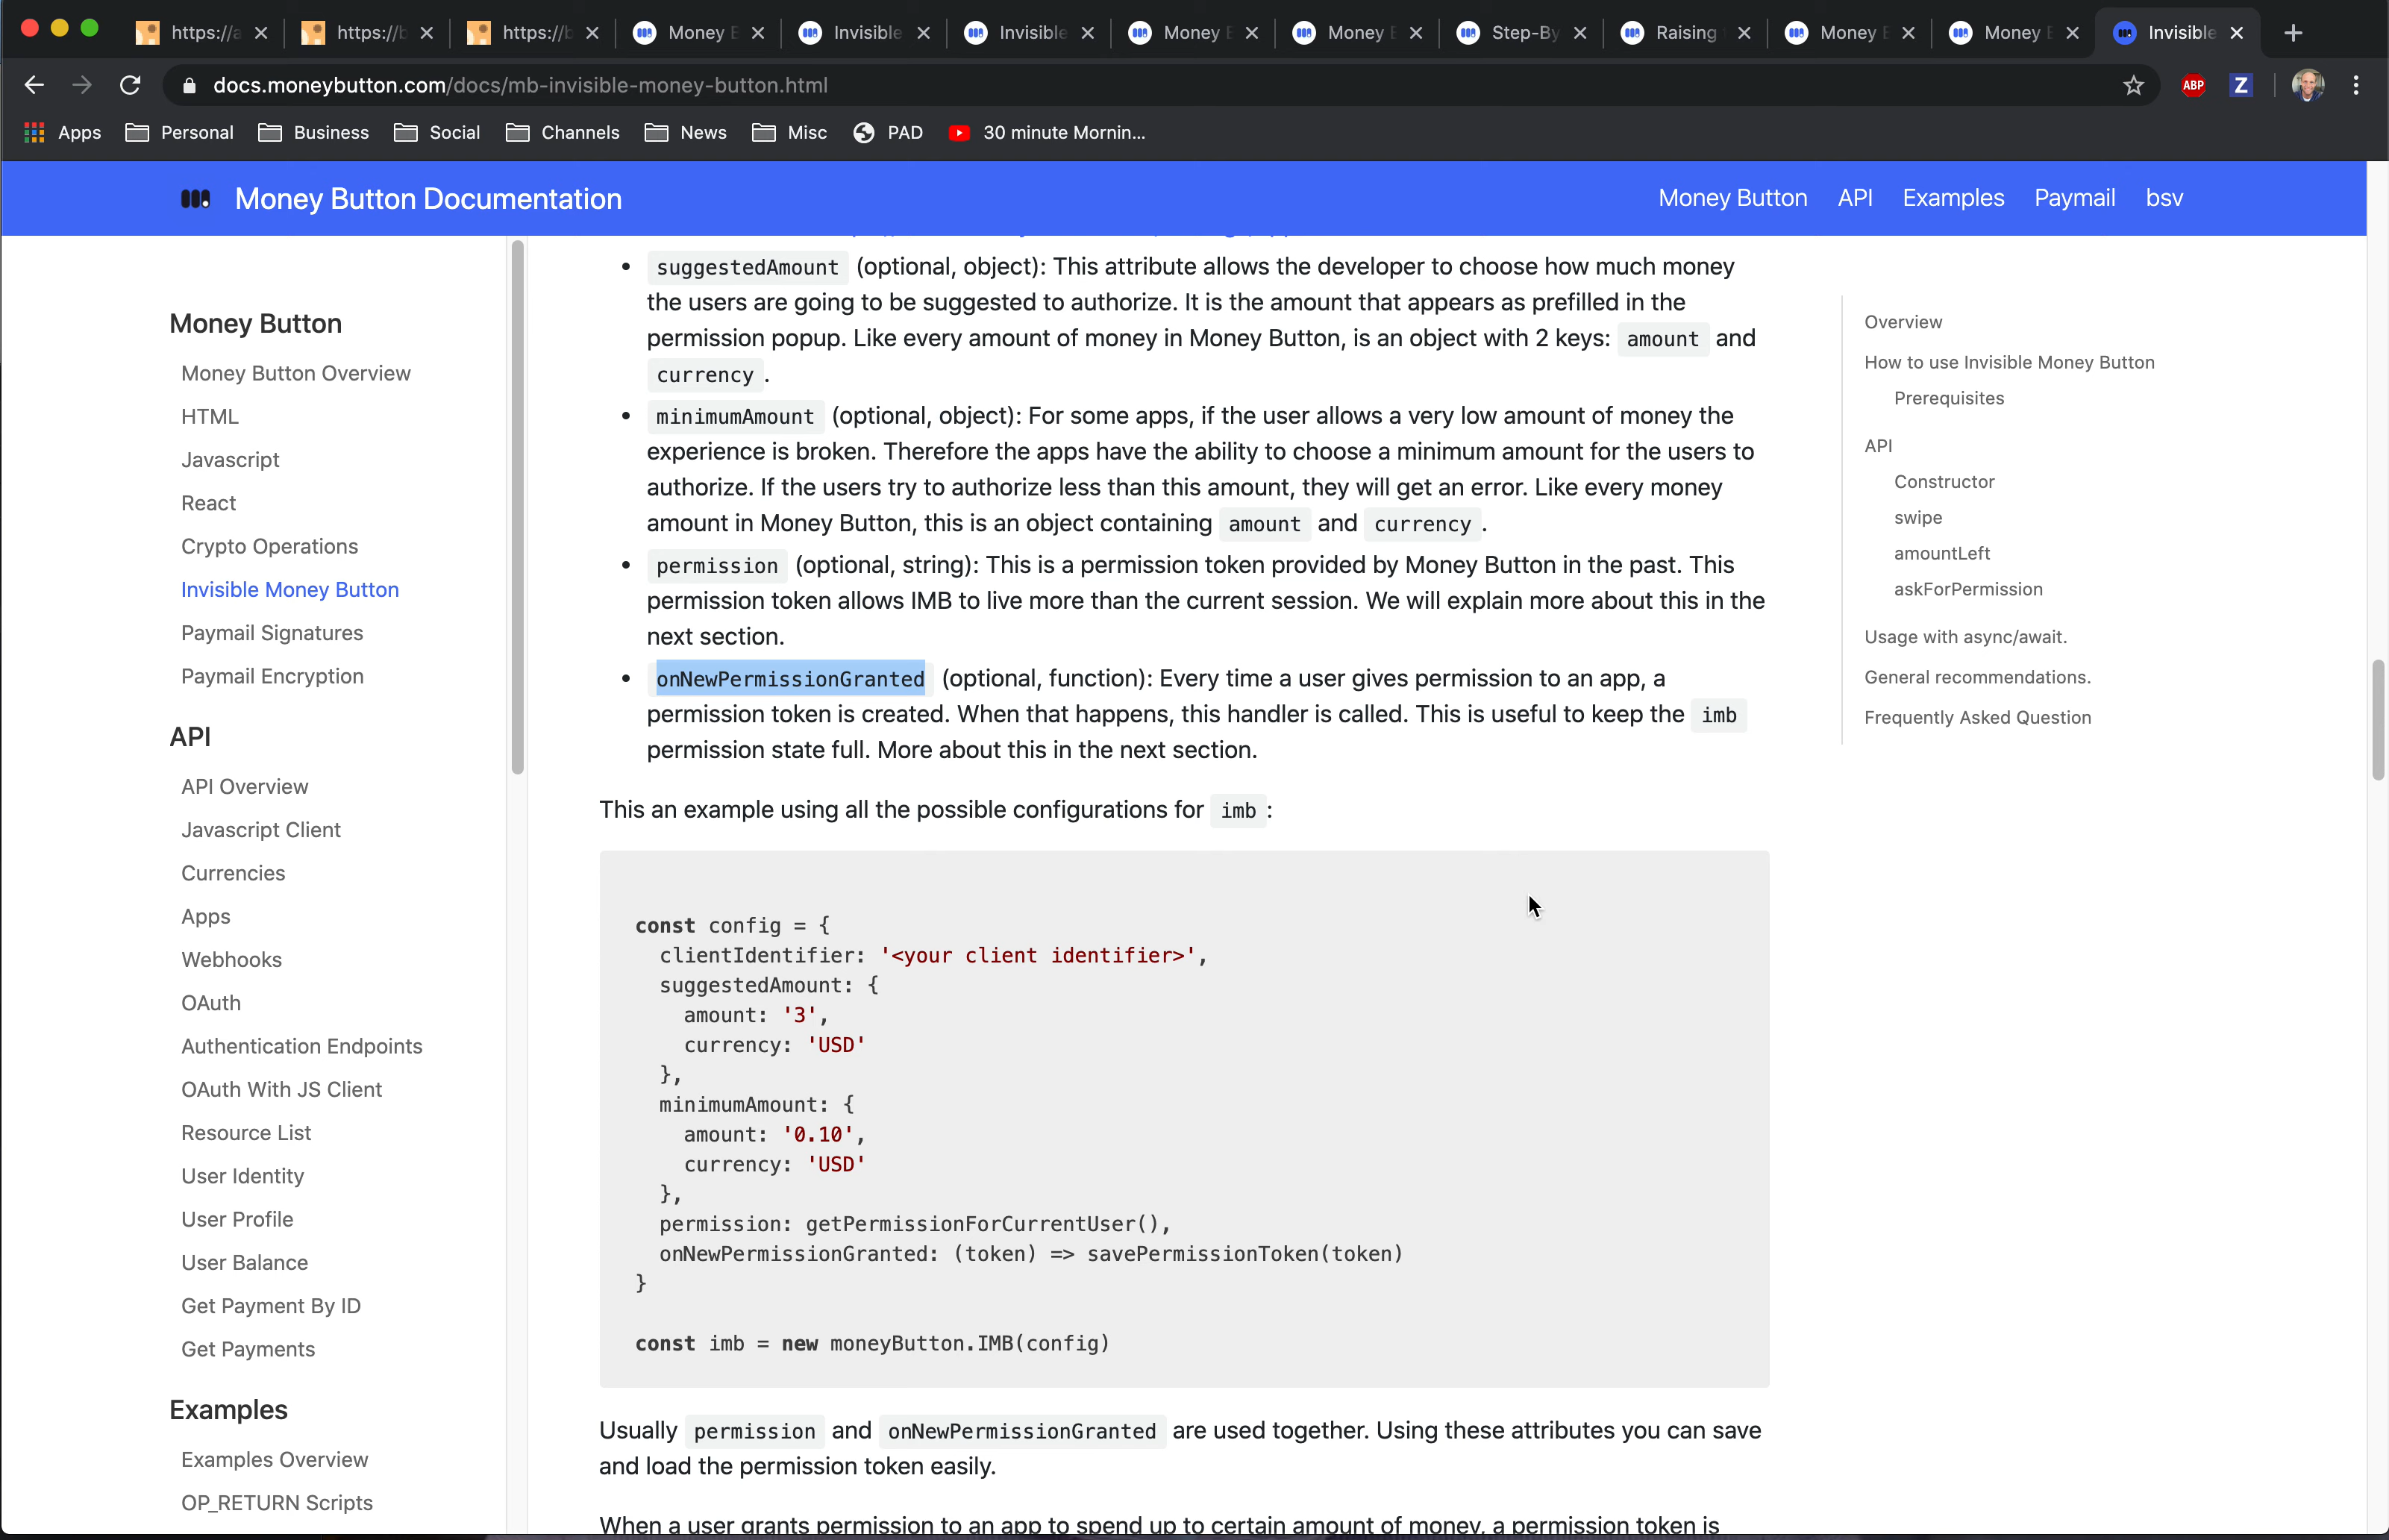 https://a
https://b
https://b
Money B
Invisible
Invisible
Money B
Money B
Step-By
Raising
Money B
Money B
Invisible
docs.moneybutton.com/docs/mb-invisible-money-button.html
ABP
Z
Apps
Personal
Business
Social
Channels
News
Misc
PAD
30 minute Mornin...
Money Button Documentation
Money Button
API
Examples
Paymail
bsv
Money Button
Money Button Overview
HTML
Javascript
React
Crypto Operations
Invisible Money Button
Paymail Signatures
Paymail Encryption
API
API Overview
Javascript Client
Currencies
Apps
Webhooks
OAuth
Authentication Endpoints
OAuth With JS Client
Resource List
User Identity
User Profile
User Balance
Get Payment By ID
Get Payments
Examples
Examples Overview
OP_RETURN Scripts
• suggestedAmount (optional, object): This attribute allows the developer to choose how much money
the users are going to be suggested to authorize. It is the amount that appears as prefilled in the
permission popup. Like every amount of money in Money Button, is an object with 2 keys: amount and
currency .
• minimumAmount (optional, object): For some apps, if the user allows a very low amount of money the
experience is broken. Therefore the apps have the ability to choose a minimum amount for the users to
authorize. If the users try to authorize less than this amount, they will get an error. Like every money
amount in Money Button, this is an object containing amount and currency .
• permission (optional, string): This is a permission token provided by Money Button in the past. This
permission token allows IMB to live more than the current session. We will explain more about this in the
next section.
• onNewPermissionGranted (optional, function): Every time a user gives permission to an app, a
permission token is created. When that happens, this handler is called. This is useful to keep the imb
permission state full. More about this in the next section.
This an example using all the possible configurations for imb :
const config = {
  clientIdentifier: '<your client identifier>',
  suggestedAmount: {
    amount: '3',
    currency: 'USD'
  },
  minimumAmount: {
    amount: '0.10',
    currency: 'USD'
  },
  permission: getPermissionForCurrentUser(),
  onNewPermissionGranted: (token) => savePermissionToken(token)
}
const imb = new moneyButton.IMB(config)
Usually permission and onNewPermissionGranted are used together. Using these attributes you can save
and load the permission token easily.
When a user grants permission to an app to spend up to certain amount of money, a permission token is
Overview
How to use Invisible Money Button
Prerequisites
API
Constructor
swipe
amountLeft
askForPermission
Usage with async/await.
General recommendations.
Frequently Asked Question